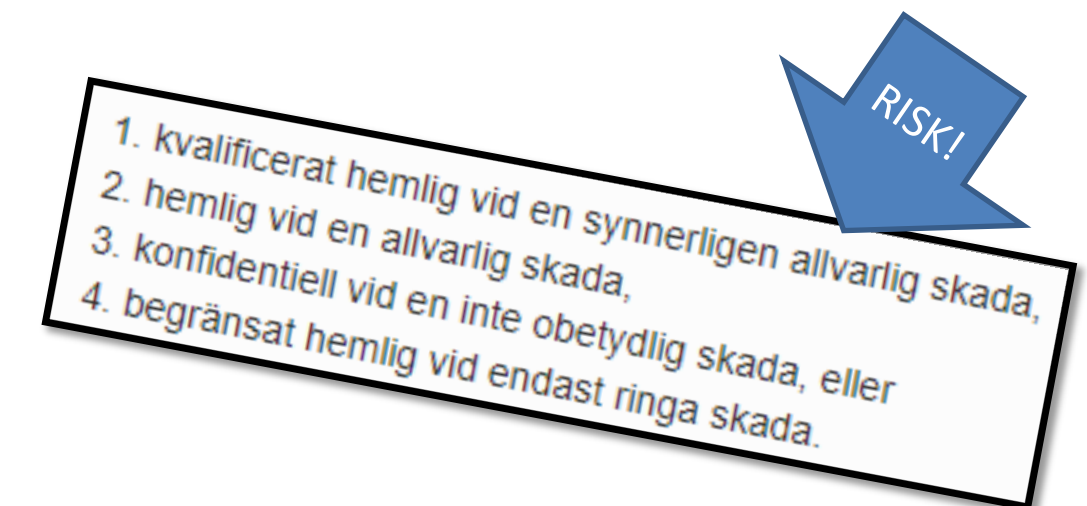 RISK!
1. kvalificerat hemlig vid en synnerligen allvarlig skada,
2. hemlig vid en allvarlig skada,
3. konfidentiell vid en inte obetydlig skada, eller
4. begränsat hemlig vid endast ringa skada.